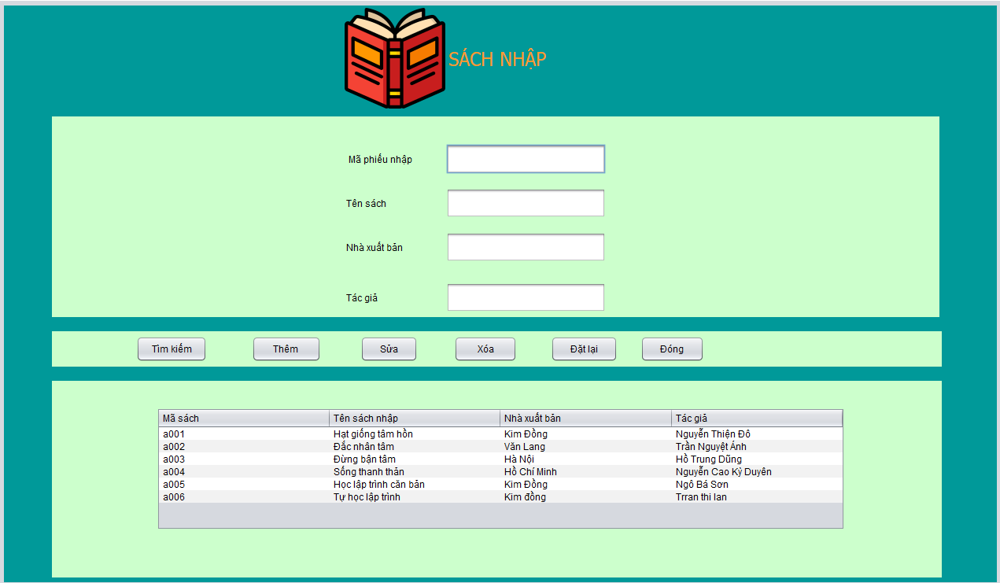 SÁCH NHẬP
Mã phiếu nhập
Tên sách
Nhà xuất bản
Tác giả
Tìm kiếm Thêm Sửa Xóa Đặt lại Đóng
Mã sách Tên sách nhập Nhà xuất bản Tác giả
a001 Hạt giống tâm hồn Kim Đồng Nguyễn Thiện Đô
a002 Đắc nhân tâm Văn Lang Trần Nguyệt Ánh
a003 Đừng bận tâm Hà Nội Hồ Trung Dũng
a004 Sống thanh thản Hồ Chí Minh Nguyễn Cao Kỷ Duyên
a005 Học lập trình căn bản Kim Đồng Ngô Bá Sơn
a006 Tự học lập trình Kim đồng Trran thi lan